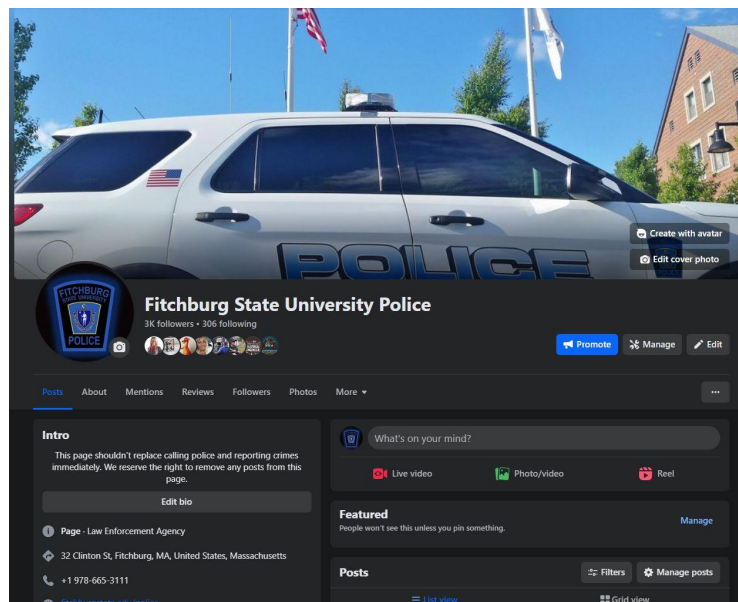 POLICE
Create with avatar
Edit cover photo
FITCHBURG
STATE UNIVERSITY
POLICE
Fitchburg State University Police
3K followers • 306 following
Promote
Manage
Edit
Posts
About
Mentions
Reviews
Followers
Photos
More
Intro
This page shouldn't replace calling police and reporting crimes
immediately. We reserve the right to remove any posts from this
page.
Edit bio
Page · Law Enforcement Agency
32 Clinton St, Fitchburg, MA, United States, Massachusetts
+1 978-665-3111
What's on your mind?
Live video
Photo/video
Reel
Featured
People won't see this unless you pin something.
Manage
Posts
Filters
Manage posts
List view
Grid view